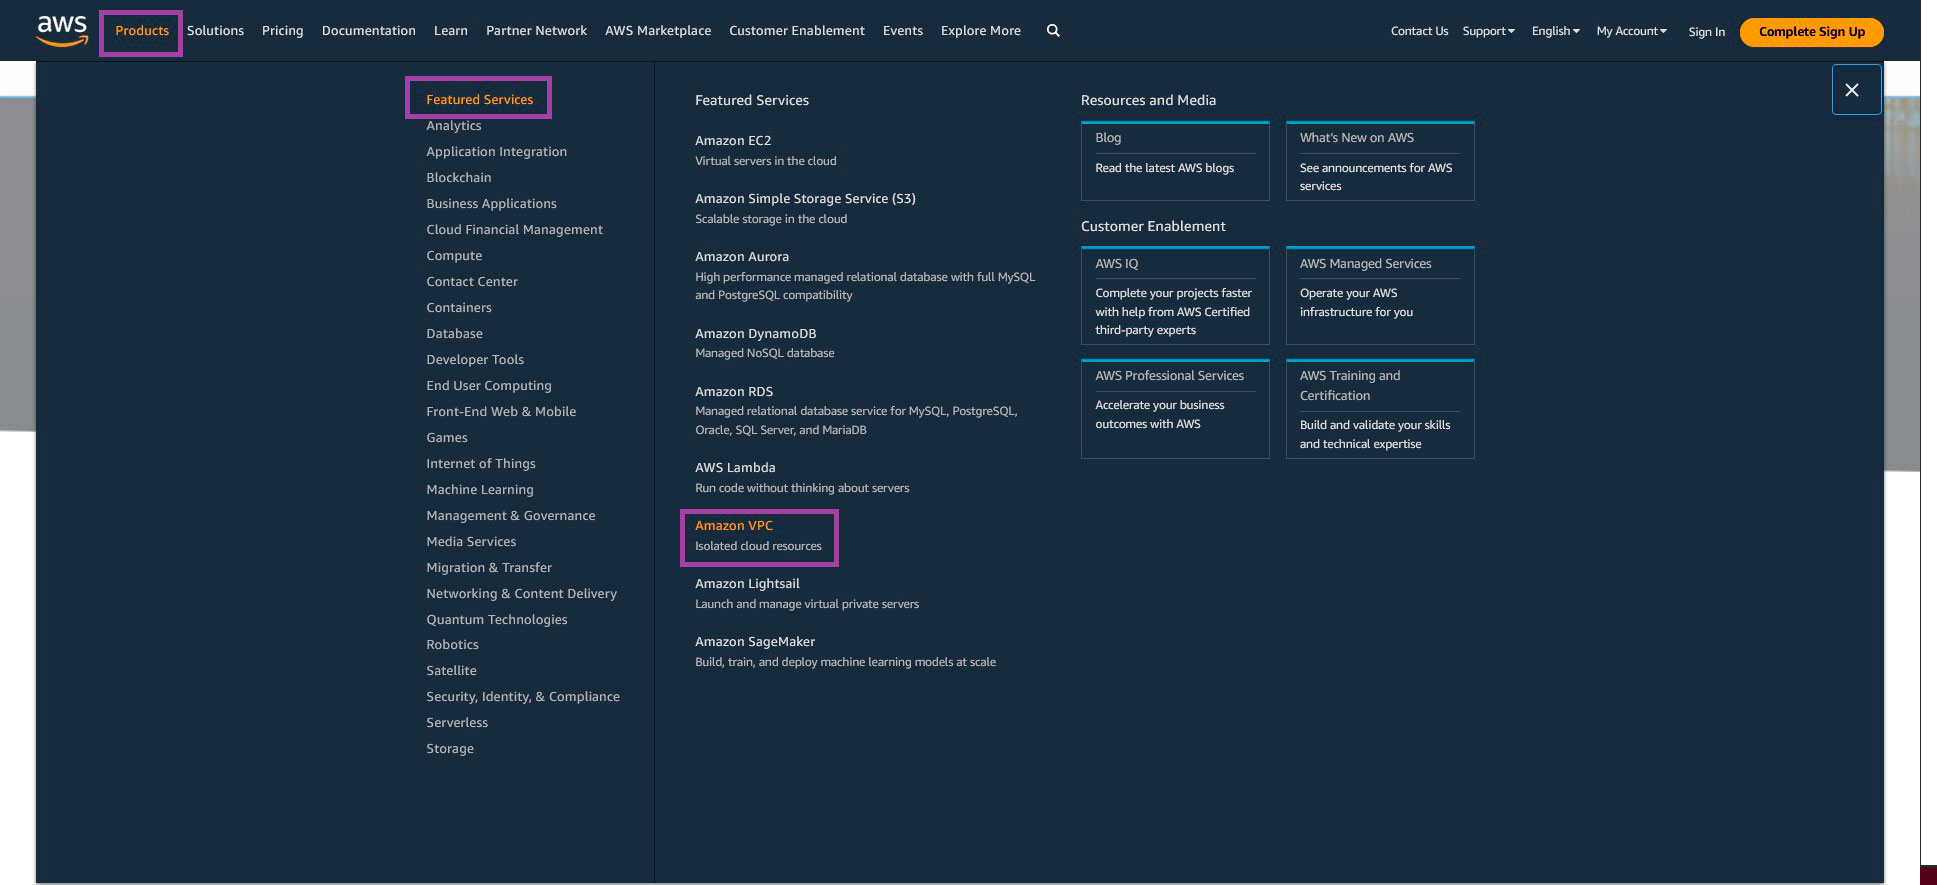 aws
Products Solutions Pricing Documentation Learn Partner Network AWS Marketplace Customer Enablement Events Explore More
Contact Us Support English My Account Sign In Complete Sign Up
Featured Services
Analytics
Application Integration
Blockchain
Business Applications
Cloud Financial Management
Compute
Contact Center
Containers
Database
Developer Tools
End User Computing
Front-End Web & Mobile
Games
Internet of Things
Machine Learning
Management & Governance
Media Services
Migration & Transfer
Networking & Content Delivery
Quantum Technologies
Robotics
Satellite
Security, Identity, & Compliance
Serverless
Storage
Featured Services
Amazon EC2
Virtual servers in the cloud
Amazon Simple Storage Service (S3)
Scalable storage in the cloud
Amazon Aurora
High performance managed relational database with full MySQL
and PostgreSQL compatibility
Amazon DynamoDB
Managed NoSQL database
Amazon RDS
Managed relational database service for MySQL, PostgreSQL,
Oracle, SQL Server, and MariaDB
AWS Lambda
Run code without thinking about servers
Amazon VPC
Isolated cloud resources
Amazon Lightsail
Launch and manage virtual private servers
Amazon SageMaker
Build, train, and deploy machine learning models at scale
Resources and Media
Blog
Read the latest AWS blogs
What's New on AWS
See announcements for AWS
services
Customer Enablement
AWS IQ
Complete your projects faster
with help from AWS Certified
third-party experts
AWS Managed Services
Operate your AWS
infrastructure for you
AWS Professional Services
Accelerate your business
outcomes with AWS
AWS Training and
Certification
Build and validate your skills
and technical expertise